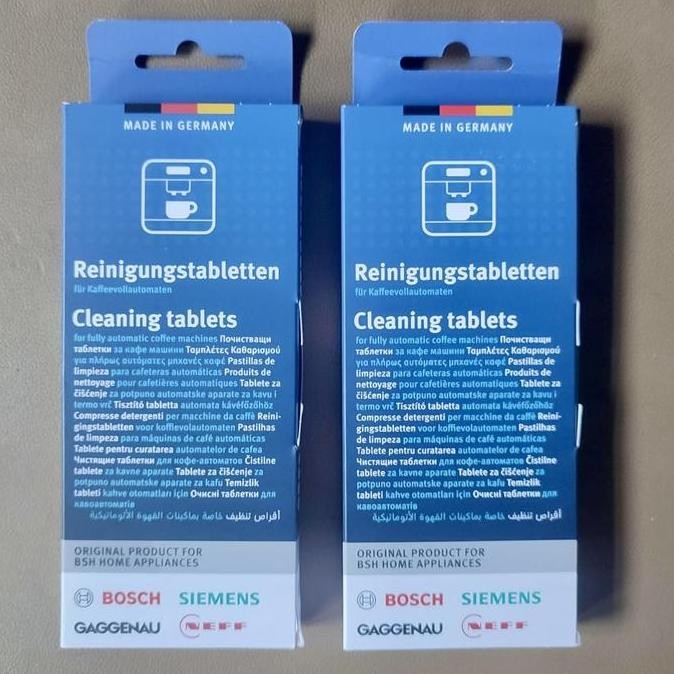 MADE IN GERMANY
Reinigungstabletten
für Kaffeevollautomaten
Cleaning tablets
for fully automatic coffee machines Почистващи
таблетки за кафе машини Ταμπλέτες Καθαρισμού
για πλήρως αυτόματες μηχανές καφέ Pastillas de
limpieza para cafeteras automáticas Produits de
nettoyage pour cafetières automatiques Tablete za
čišćenje za potpuno automatske aparate za kavu i
termo vrč Tisztító tabletta automata kávéfőzőhöz
Compresse detergenti per macchine da caffè Reini-
gingstabletten voor koffievolautomaten Pastilhas
de limpeza para máquinas de café automáticas
Tablete pentru curatarea automatelor de cafea
Чистящие таблетки для кофе-автоматов Čistilne
tablete za kavne aparate Tablete za čišćenje za
potpuno automatske aparate za kafu Temizlik
tableti kahve otomatları için Очисні таблетки для
кавоавтоматів
أقراص تنظيف خاصة بماكينات القهوة الأتوماتيكية
ORIGINAL PRODUCT FOR
BSH HOME APPLIANCES
BOSCH SIEMENS
GAGGENAU NEFF
MADE IN GERMANY
Reinigungstabletten
für Kaffeevollautomaten
Cleaning tablets
for fully automatic coffee machines Почистващи
таблетки за кафе машини Ταμπλέτες Καθαρισμού
για πλήρως αυτόματες μηχανές καφέ Pastillas de
limpieza para cafeteras automáticas Produits de
nettoyage pour cafetières automatiques Tablete za
čišćenje za potpuno automatske aparate za kavu i
termo vrč Tisztító tabletta automata kávéfőzőhöz
Compresse detergenti per macchine da caffè Reini-
gingstabletten voor koffievolautomaten Pastilhas
de limpeza para máquinas de café automáticas
Tablete pentru curatarea automatelor de cafea
Чистящие таблетки для кофе-автоматов Čistilne
tablete za kavne aparate Tablete za čišćenje za
potpuno automatske aparate za kafu Temizlik
tableti kahve otomatları için Очисні таблетки для
кавоавтоматів
أقراص تنظيف خاصة بماكينات القهوة الأتوماتيكية
ORIGINAL PRODUCT FOR
BSH HOME APPLIANCES
BOSCH SIEMENS
GAGGENAU NEFF